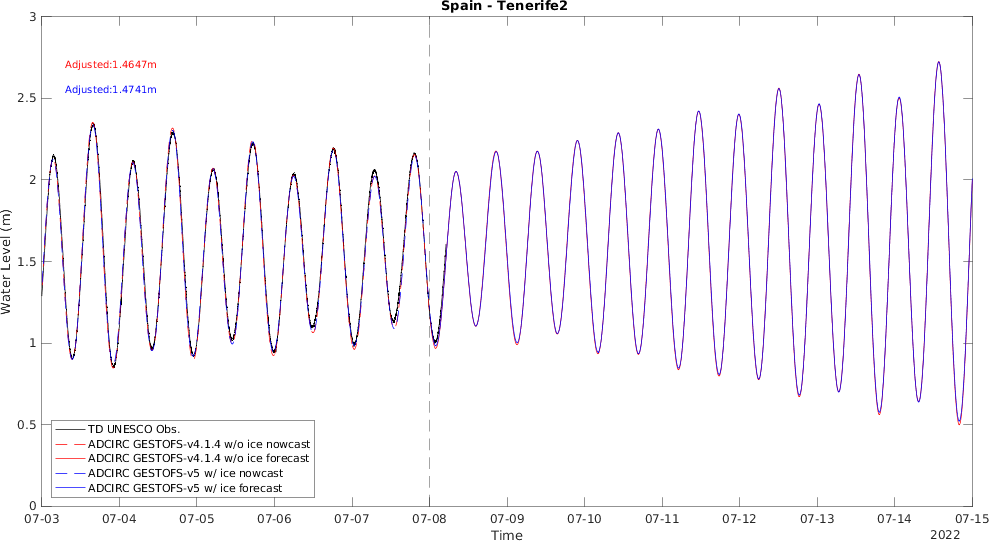 Spain - Tenerife2
3
2.5
2
1.5
1
0.5
0
Water Level (m)
Adjusted:1.4647m
Adjusted:1.4741m
TD UNESCO Obs.
ADCIRC GESTOFS-v4.1.4 w/o ice nowcast
ADCIRC GESTOFS-v4.1.4 w/o ice forecast
ADCIRC GESTOFS-v5 w/ ice nowcast
ADCIRC GESTOFS-v5 w/ ice forecast
07-03 07-04 07-05 07-06 07-07 07-08 07-09 07-10 07-11 07-12 07-13 07-14 07-15
Time
2022